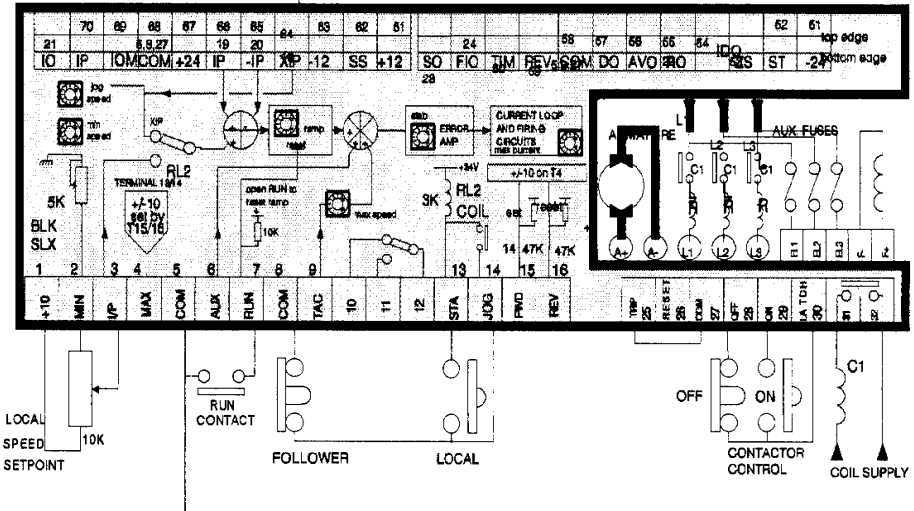 70 69 68 67 66 65 64 63 62 61
52 51
21 6,9,27 19 20
24 58 57 56 55 54
top edge
IO IP IOM COM +24 IP -IP XIP -12 SS +12
SO FIO TIM REV COM DO AVO RIO IDO ZS ST -24
bottom edge
23
jog
speed
min
speed
XIP
RL2
TERMINAL 13/14
+/-10
set by
T15/16
5K
BLK
SLX
ramp
reset
open RUN to
reset ramp
10K
max speed
stab
ERROR
AMP
CURRENT LOOP
AND FIRING
CIRCUITS
max current
+24V
RL2
COIL
3K
+/-10 on T4
set reset
14 47K 47K
ARMATURE
L1 L2 L3
C1 C1 C1
AUX FUSES
A+ A- L1 L2 L3 EL1 EL2 EL3 F- F+
1 2 3 4 5 6 7 8 9 13 14 15 16
+10 MIN I/P MAX COM AUX RUN COM TAC 10 11 12 STA JOG FWD REV
TRP 25 RESET 26 COM 27 OFF 28 ON 29 LATCH 30 31 32
LOCAL
SPEED
SETPOINT
10K
RUN
CONTACT
FOLLOWER
LOCAL
OFF
ON
CONTACTOR
CONTROL
C1
COIL SUPPLY